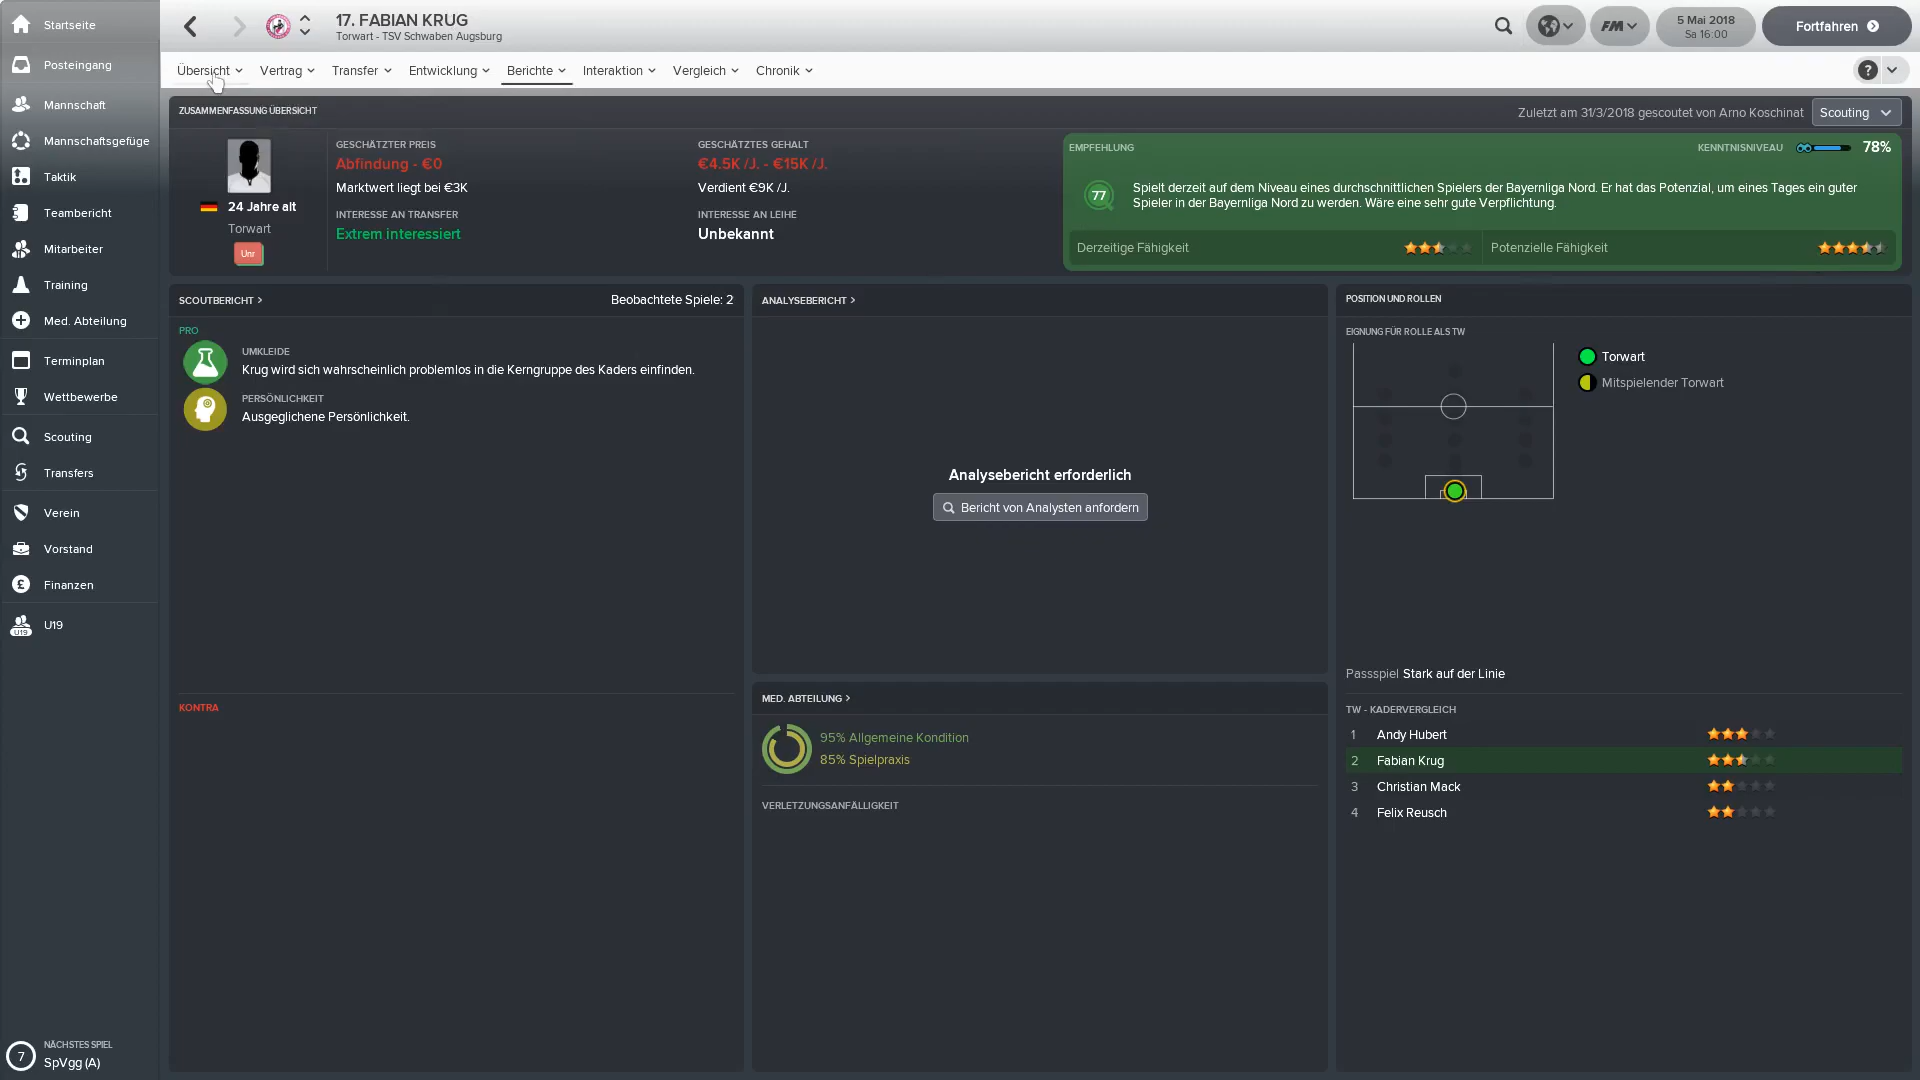 Startseite
Posteingang
Mannschaft
Mannschaftsgefüge
Taktik
Teambericht
Mitarbeiter
Training
Med. Abteilung
Terminplan
Wettbewerbe
Scouting
Transfers
Verein
Vorstand
Finanzen
U19
U19
7
NÄCHSTES SPIEL
SpVgg (A)
17. FABIAN KRUG
Torwart - TSV Schwaben Augsburg
FM
5 Mai 2018
Sa 16:00
Fortfahren
Übersicht
Vertrag
Transfer
Entwicklung
Berichte
Interaktion
Vergleich
Chronik
?
ZUSAMMENFASSUNG ÜBERSICHT
Zuletzt am 31/3/2018 gescoutet von Arno Koschinat
Scouting
24 Jahre alt
Torwart
Unr
GESCHÄTZTER PREIS
Abfindung - €0
Marktwert liegt bei €3K
INTERESSE AN TRANSFER
Extrem interessiert
GESCHÄTZTES GEHALT
€4.5K /J. - €15K /J.
Verdient €9K /J.
INTERESSE AN LEIHE
Unbekannt
EMPFEHLUNG
KENNTNISNIVEAU
78%
77
Spielt derzeit auf dem Niveau eines durchschnittlichen Spielers der Bayernliga Nord. Er hat das Potenzial, um eines Tages ein guter
Spieler in der Bayernliga Nord zu werden. Wäre eine sehr gute Verpflichtung.
Derzeitige Fähigkeit
Potenzielle Fähigkeit
SCOUTBERICHT >
Beobachtete Spiele: 2
PRO
UMKLEIDE
Krug wird sich wahrscheinlich problemlos in die Kerngruppe des Kaders einfinden.
PERSÖNLICHKEIT
Ausgeglichene Persönlichkeit.
KONTRA
ANALYSEBERICHT >
Analysebericht erforderlich
Bericht von Analysten anfordern
MED. ABTEILUNG >
95% Allgemeine Kondition
85% Spielpraxis
VERLETZUNGSANFÄLLIGKEIT
POSITION UND ROLLEN
EIGNUNG FÜR ROLLE ALS TW
Torwart
Mitspielender Torwart
Passspiel Stark auf der Linie
TW - KADERVERGLEICH
1 Andy Hubert
2 Fabian Krug
3 Christian Mack
4 Felix Reusch